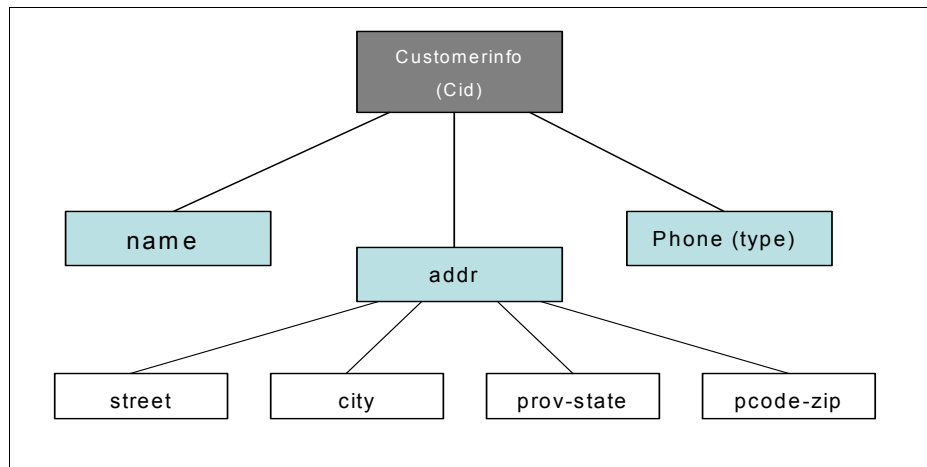 Customerinfo
(Cid)
name
Phone (type)
addr
street
city
prov-state
pcode-zip